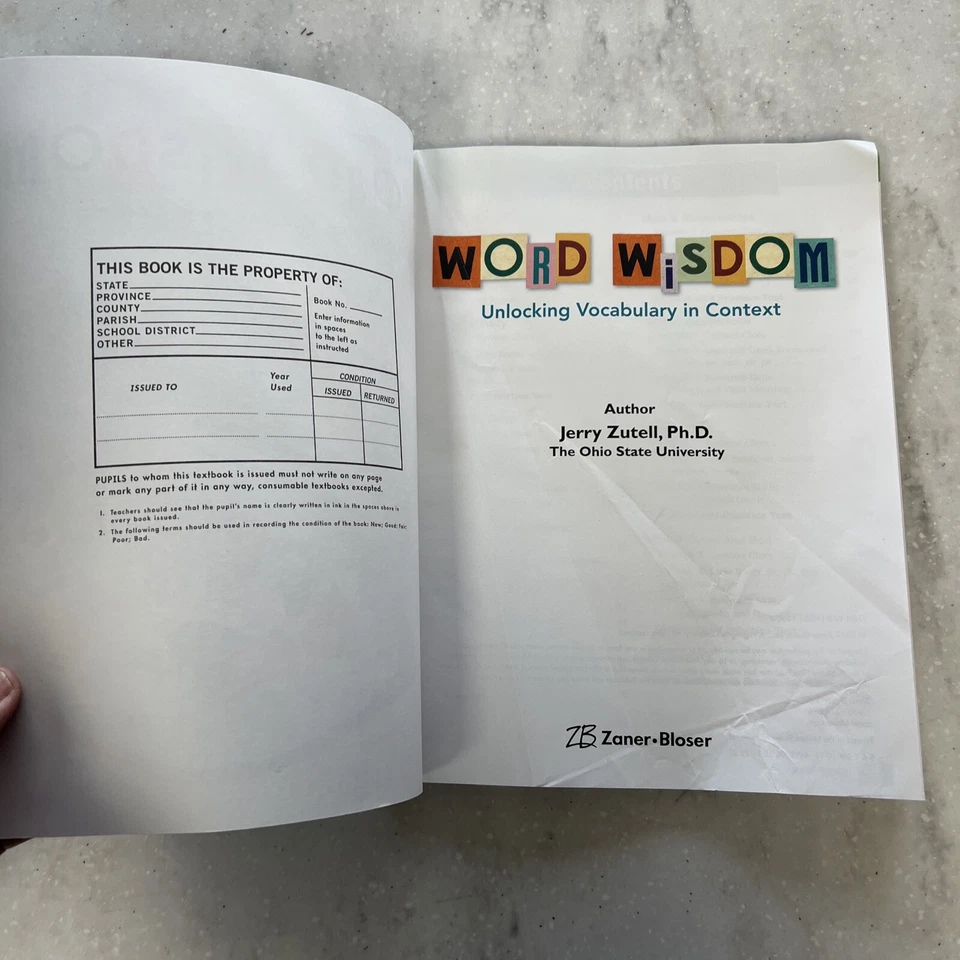 THIS BOOK IS THE PROPERTY OF:
STATE
PROVINCE
COUNTY
PARISH
SCHOOL DISTRICT
OTHER
Book No.
Enter information
in spaces
to the left as
instructed
ISSUED TO
Year
Used
CONDITION
ISSUED
RETURNED
PUPILS to whom this textbook is issued must not write on any page
or mark any part of it in any way, consumable textbooks excepted.
1. Teachers should see that the pupil's name is clearly written in ink in the spaces above in
every book issued.
2. The following terms should be used in recording the condition of the book: New; Good; Fair;
Poor; Bad.
WORD WiSDOM
Unlocking Vocabulary in Context
Author
Jerry Zutell, Ph.D.
The Ohio State University
ZB Zaner•Bloser